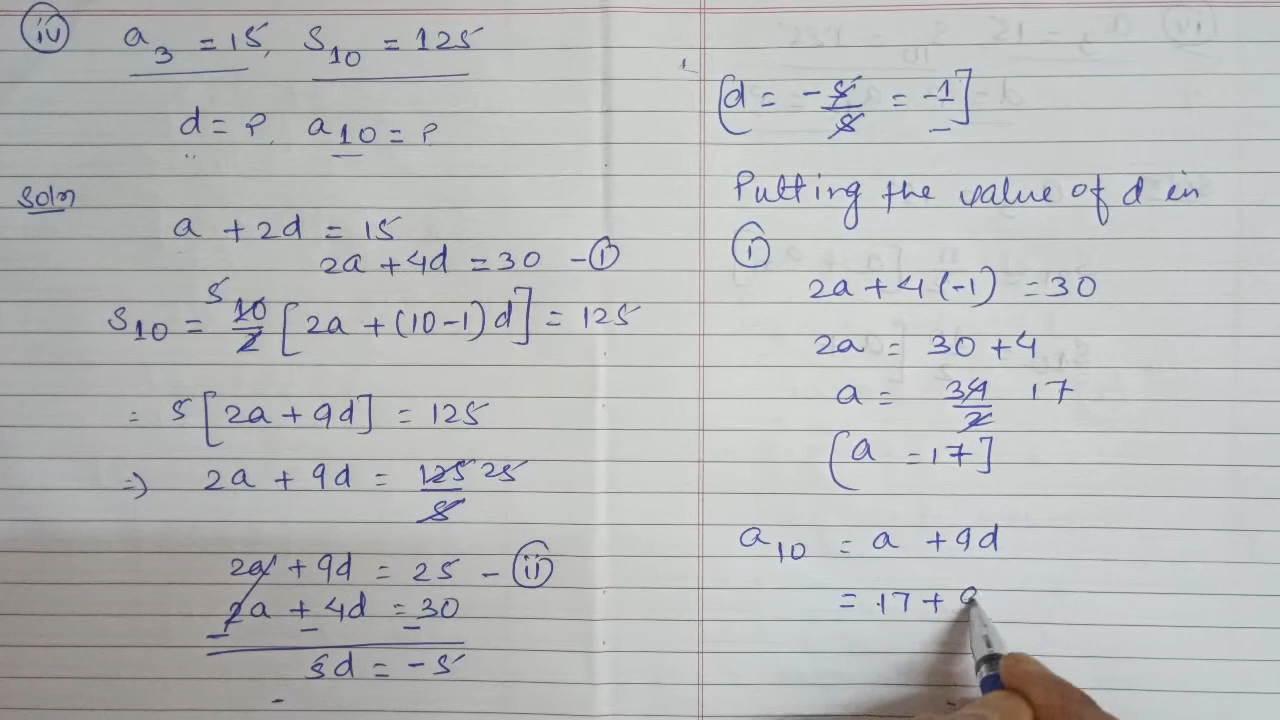 (iv) a3 = 15, S10 = 125
d = ?, a10 = ?
Soln
a + 2d = 15
2a + 4d = 30 - (i)
S10 = 5 10/2 [2a + (10-1)d] = 125
= 5[2a + 9d] = 125
=> 2a + 9d = 125/5 25
2a + 9d = 25 - (ii)
2a + 4d = 30
- - -
5d = -5
[d = -5/5 = -1]
Putting the value of d in
(i)
2a + 4(-1) = 30
2a = 30 + 4
a = 34/2 17
[a = 17]
a10 = a + 9d
= 17 + 9